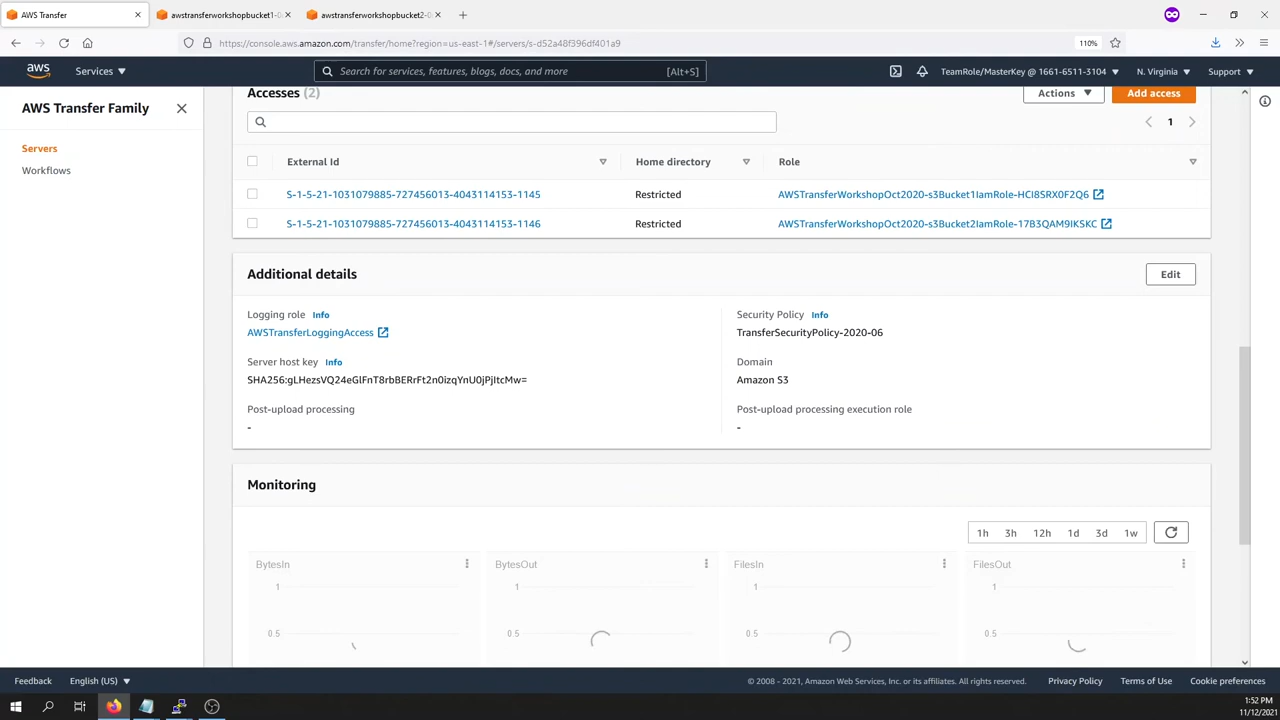 AWS Transfer
awstransferworkshopbucket1-0
awstransferworkshopbucket2-0
https://console.aws.amazon.com/transfer/home?region=us-east-1#/servers/s-d52a48f396df401a9
110%
aws
Services
Search for services, features, blogs, docs, and more
[Alt+S]
TeamRole/MasterKey @ 1661-6511-3104
N. Virginia
Support
AWS Transfer Family
Servers
Workflows
Accesses (2)
Actions
Add access
1
External Id
Home directory
Role
S-1-5-21-1031079885-727456013-4043114153-1145
Restricted
AWSTransferWorkshopOct2020-s3Bucket1IamRole-HCI8SRX0F2Q6
S-1-5-21-1031079885-727456013-4043114153-1146
Restricted
AWSTransferWorkshopOct2020-s3Bucket2IamRole-17B3QAM9IKSKC
Additional details
Edit
Logging role Info
AWSTransferLoggingAccess
Security Policy Info
TransferSecurityPolicy-2020-06
Server host key Info
SHA256:gLHezsVQ24eGlFnT8rbBERrFt2n0izqYnU0jPjItcMw=
Domain
Amazon S3
Post-upload processing
-
Post-upload processing execution role
-
Monitoring
1h 3h 12h 1d 3d 1w
BytesIn
1
0.5
BytesOut
1
0.5
FilesIn
1
0.5
FilesOut
1
0.5
Feedback
English (US)
© 2008 - 2021, Amazon Web Services, Inc. or its affiliates. All rights reserved.
Privacy Policy
Terms of Use
Cookie preferences
1:52 PM
11/12/2021